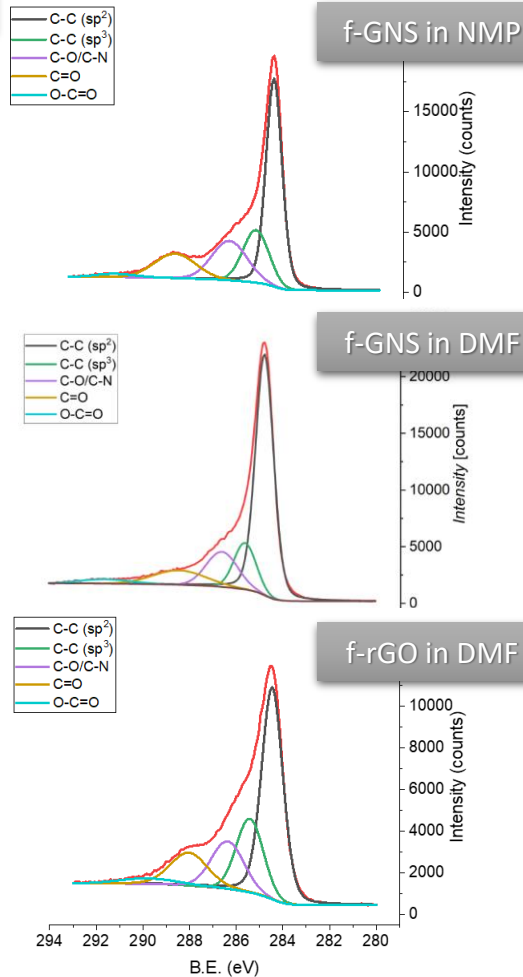 f-GNS in NMP
C-C (sp²)
C-C (sp³)
C-O/C-N
C=O
O-C=O
15000
10000
5000
0
Intensity (counts)
f-GNS in DMF
C-C (sp²)
C-C (sp³)
C-O/C-N
C=O
O-C=O
20000
15000
10000
5000
0
Intensity [counts]
f-rGO in DMF
C-C (sp²)
C-C (sp³)
C-O/C-N
C=O
O-C=O
10000
8000
6000
4000
2000
0
Intensity (counts)
294 292 290 288 286 284 282 280
B.E. (eV)